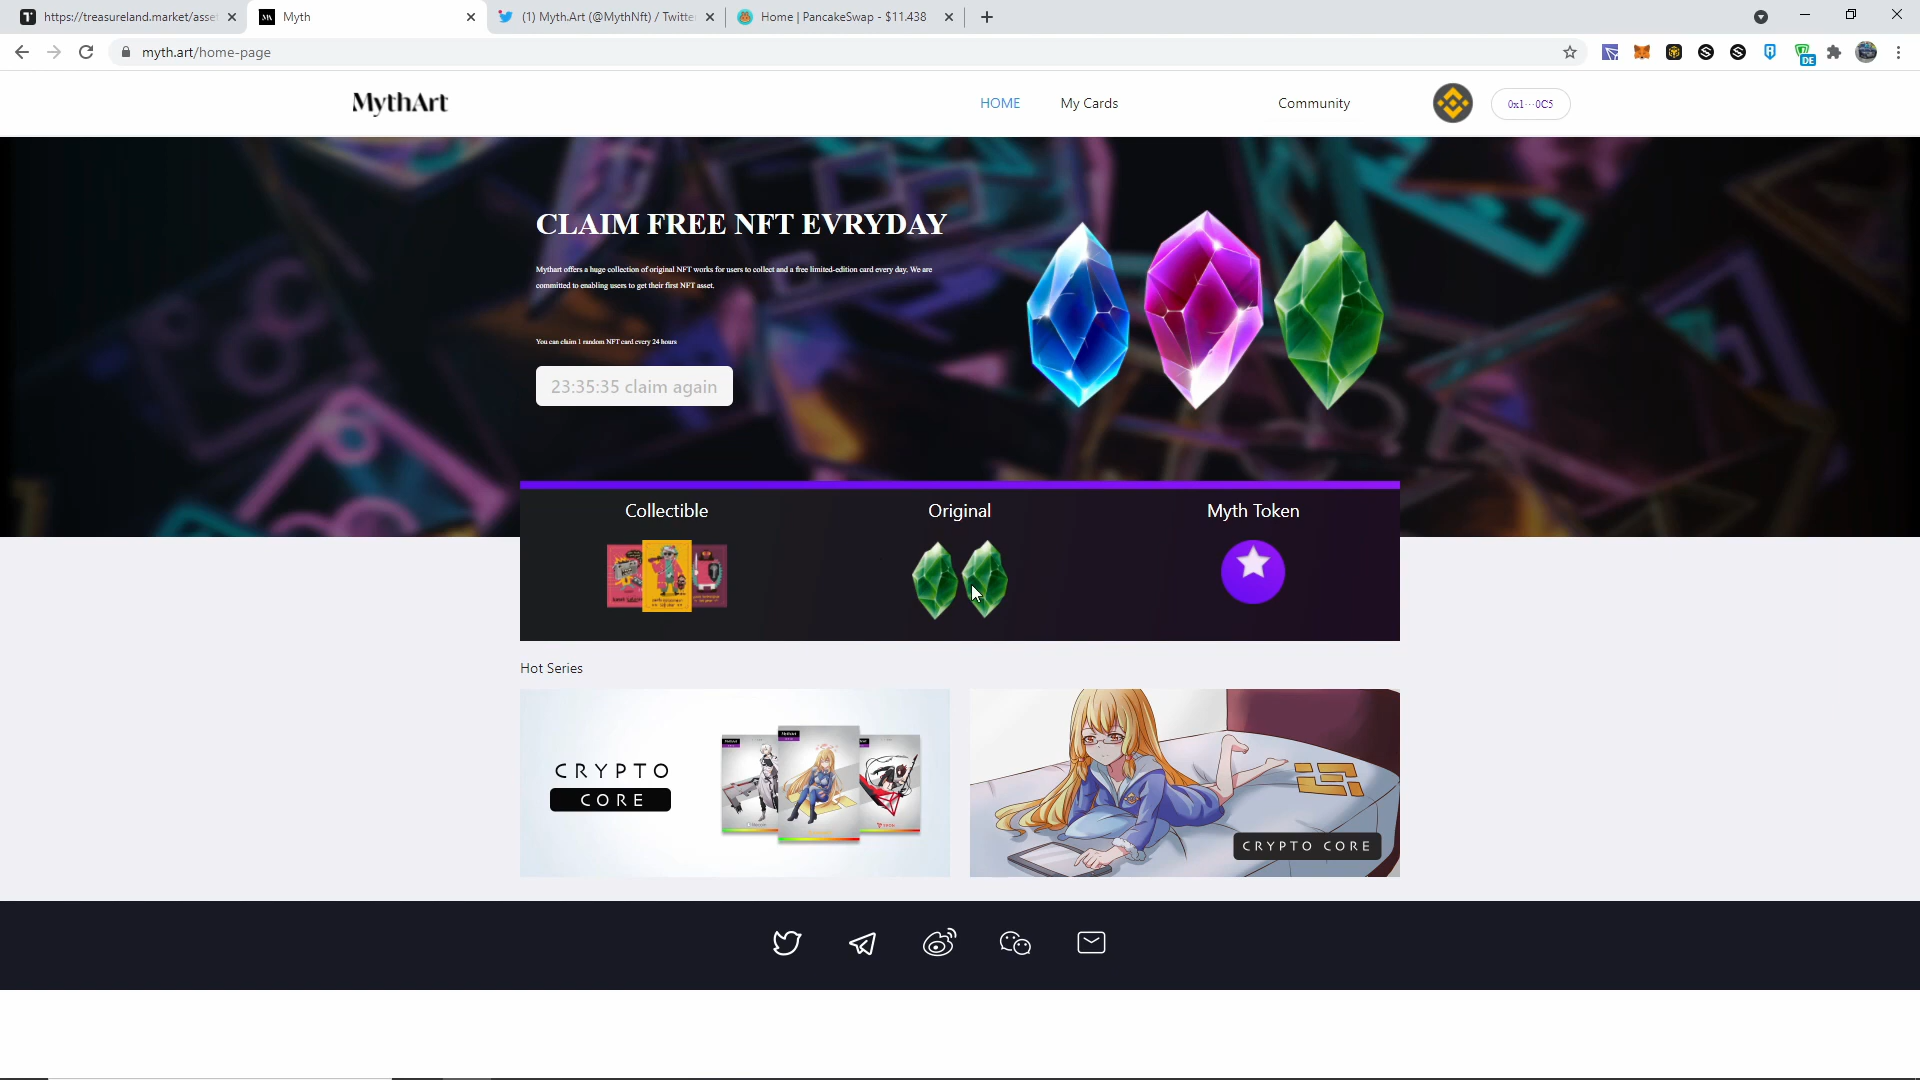 https://treasureland.market/asse
Myth
(1) Myth.Art (@MythNft) / Twitte
Home | PancakeSwap - $11.438
myth.art/home-page
DE
MythArt
HOME
My Cards
Community
0x1···0C5
CLAIM FREE NFT EVRYDAY
Mythart offers a huge collection of original NFT works for users to collect and a free limited-edition card every day. We are
committed to enabling users to get their first NFT asset.
You can claim 1 random NFT card every 24 hours
23:35:35 claim again
Collectible
Original
Myth Token
Hot Series
CRYPTO
CORE
CRYPTO CORE